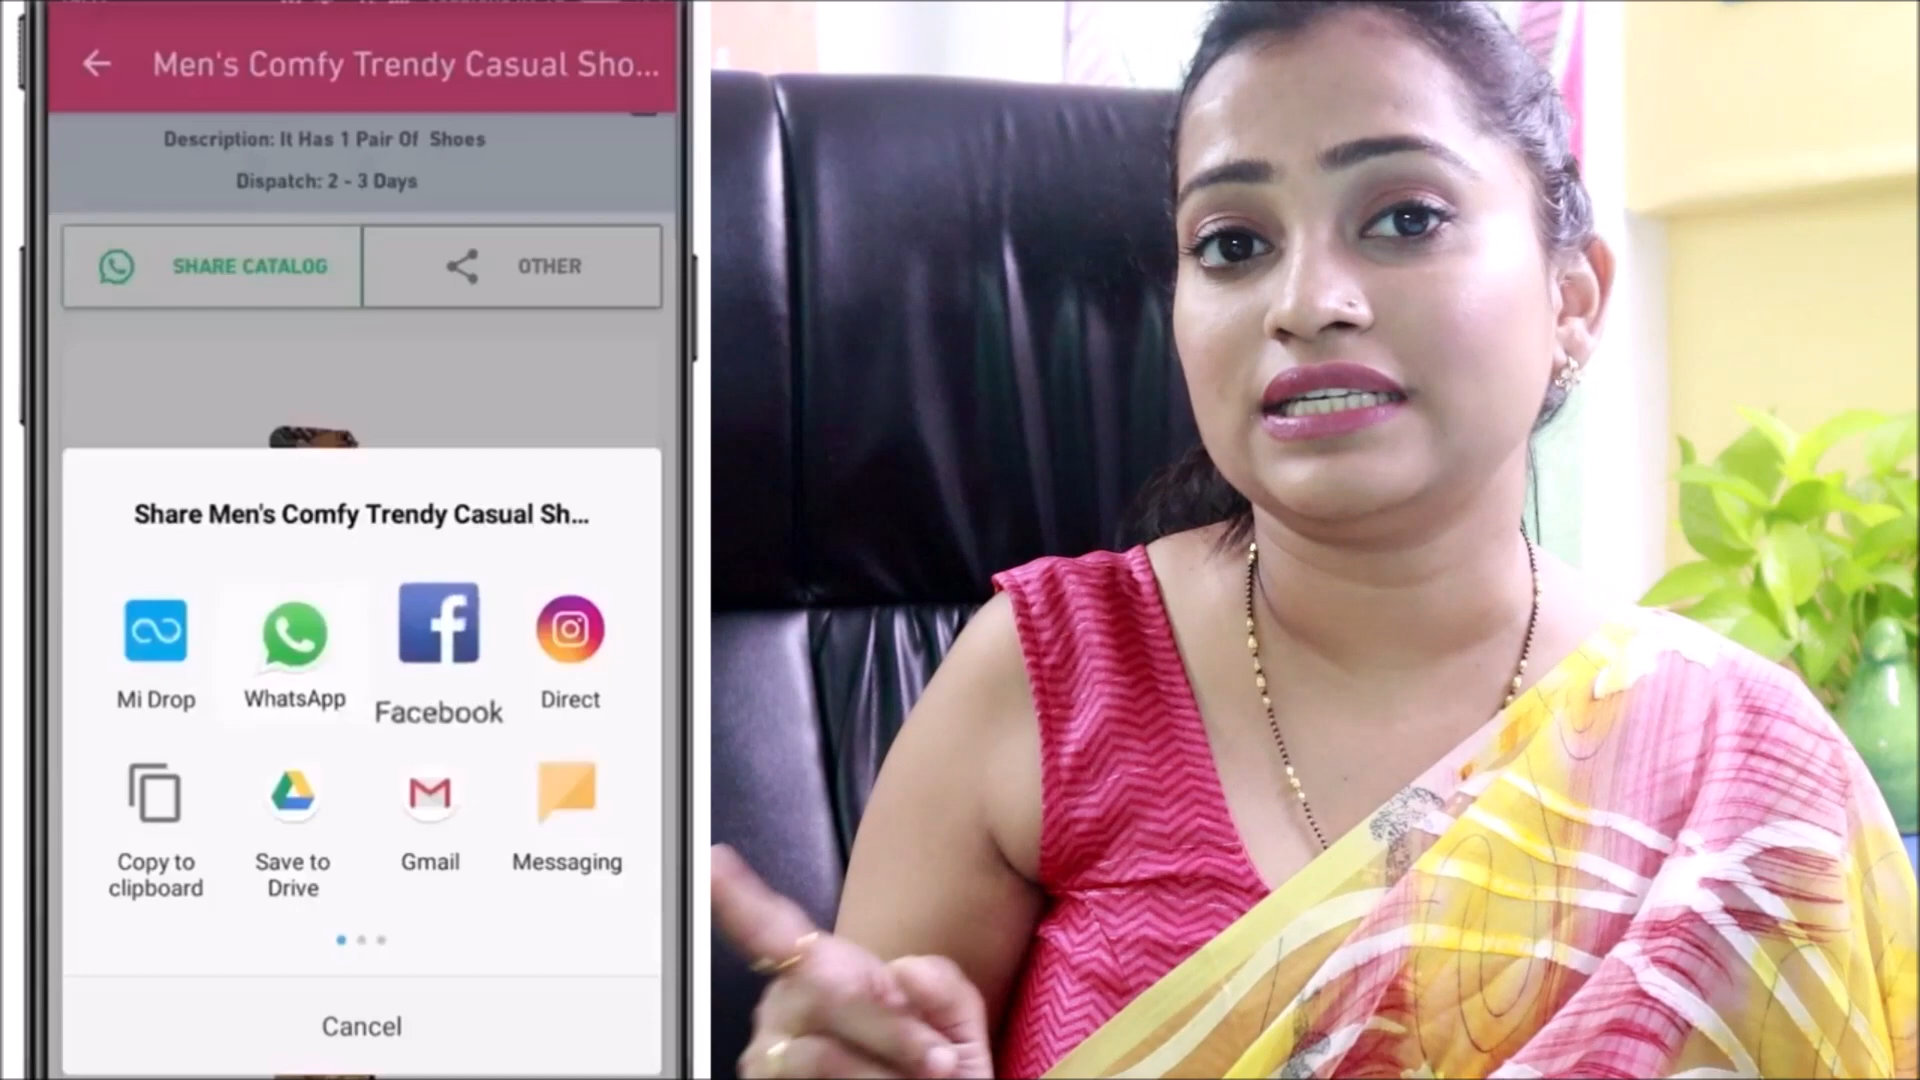 Men's Comfy Trendy Casual Sho...
Description: It Has 1 Pair Of Shoes
Dispatch: 2 - 3 Days
SHARE CATALOG
OTHER
Share Men's Comfy Trendy Casual Sh...
Mi Drop
WhatsApp
Facebook
Direct
Copy to
clipboard
Save to
Drive
Gmail
Messaging
Cancel